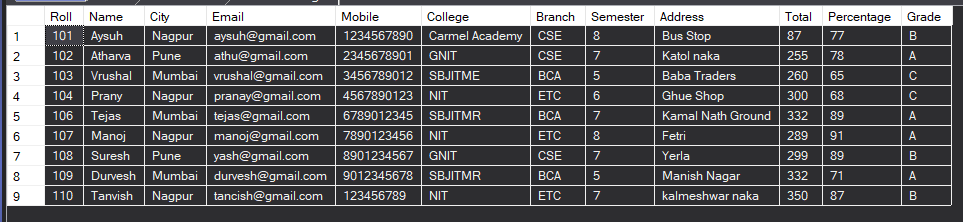 Roll Name City Email Mobile College Branch Semester Address Total Percentage Grade
1 101 Aysuh Nagpur aysuh@gmail.com 1234567890 Carmel Academy CSE 8 Bus Stop 87 77 B
2 102 Atharva Pune athu@gmail.com 2345678901 GNIT CSE 7 Katol naka 255 78 A
3 103 Vrushal Mumbai vrushal@gmail.com 3456789012 SBJITME BCA 5 Baba Traders 260 65 C
4 104 Prany Nagpur pranay@gmail.com 4567890123 NIT ETC 6 Ghue Shop 300 68 C
5 106 Tejas Mumbai tejas@gmail.com 6789012345 SBJITMR BCA 7 Kamal Nath Ground 332 89 A
6 107 Manoj Nagpur manoj@gmail.com 7890123456 NIT ETC 8 Fetri 289 91 A
7 108 Suresh Pune yash@gmail.com 8901234567 GNIT CSE 7 Yerla 299 89 B
8 109 Durvesh Mumbai durvesh@gmail.com 9012345678 SBJITMR BCA 5 Manish Nagar 332 71 A
9 110 Tanvish Nagpur tancish@gmail.com 123456789 NIT ETC 7 kalmeshwar naka 350 87 B